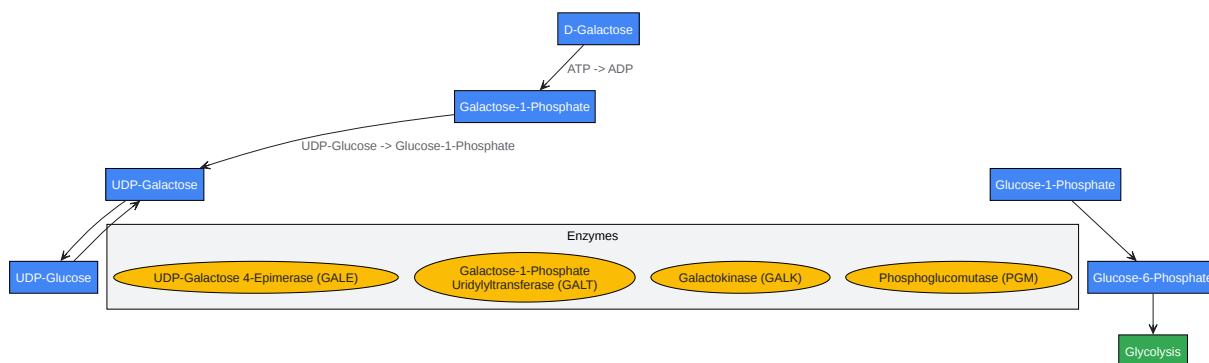 D-Galactose
ATP -> ADP
Galactose-1-Phosphate
UDP-Glucose -> Glucose-1-Phosphate
UDP-Galactose
Glucose-1-Phosphate
Enzymes
UDP-Glucose
UDP-Galactose 4-Epimerase (GALE)
Galactose-1-Phosphate
Uridylyltransferase (GALT)
Galactokinase (GALK)
Phosphoglucomutase (PGM)
Glucose-6-Phosphate
Glycolysis